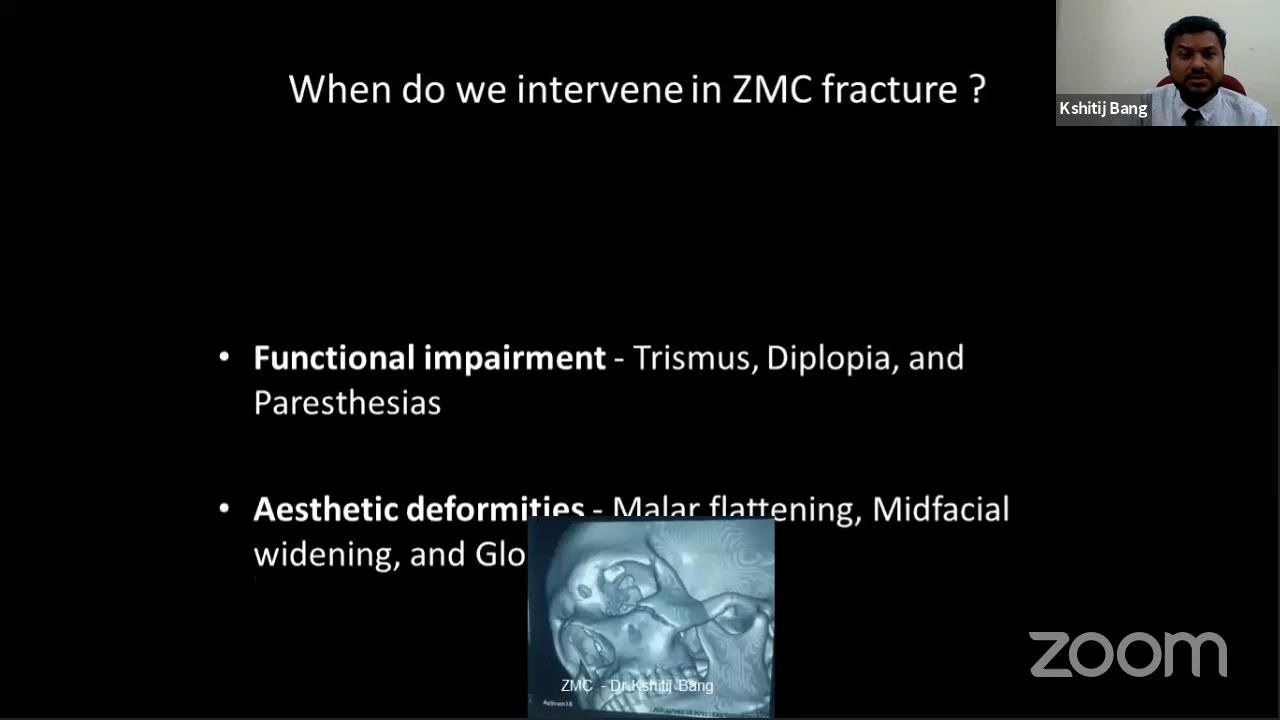 When do we intervene in ZMC fracture ?
Kshitij Bang
• Functional impairment - Trismus, Diplopia, and
Paresthesias
• Aesthetic deformities - Malar flattening, Midfacial
widening, and
ZMC - Dr.Kshitij Bang
zoom